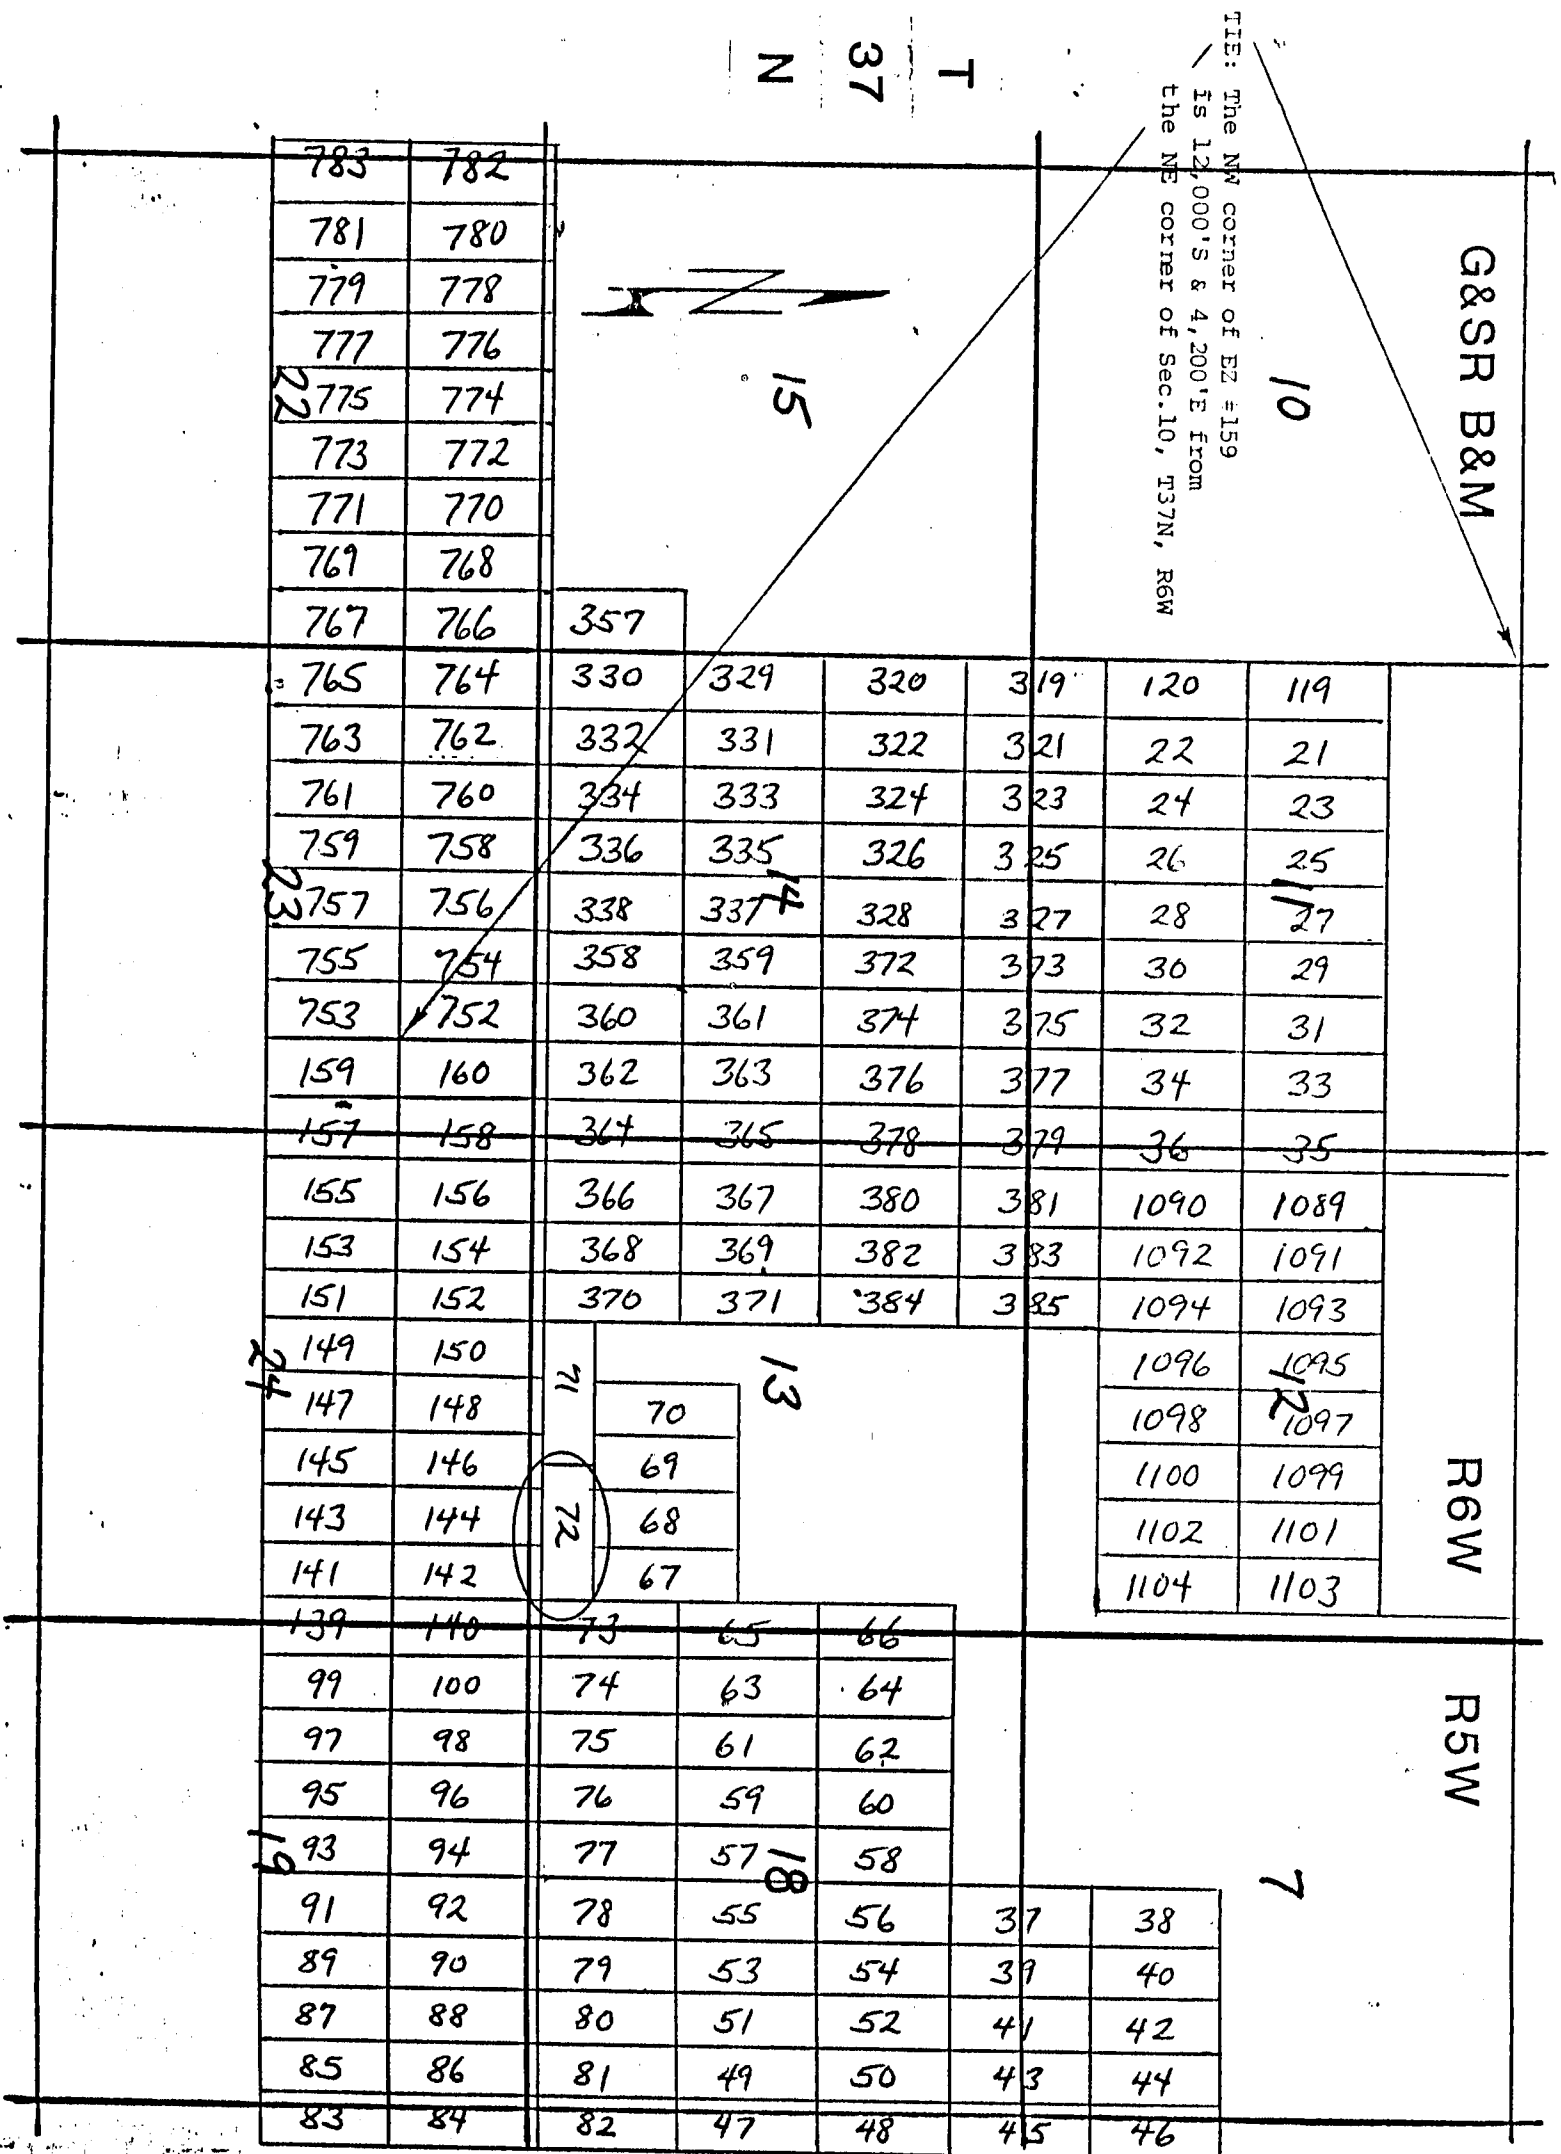 T
37
N
TIE: The NW corner of EZ #159
is 12,000'S & 4,200'E from
the NE corner of Sec.10, T37N, R6W
G&SR B&M
R6W
R5W
10
15
22
783 782
781 780
779 778
777 776
775 774
773 772
771 770
769 768
767 766 357
765 764 330 329 320 319 120 119
763 762 332 331 322 321 22 21
761 760 334 333 324 323 24 23
759 758 336 335 326 325 26 25
23 14 11
757 756 338 337 328 327 28 27
755 754 358 359 372 373 30 29
753 752 360 361 374 375 32 31
159 160 362 363 376 377 34 33
157 158 364 365 378 379 36 35
155 156 366 367 380 381 1090 1089
153 154 368 369 382 383 1092 1091
151 152 370 371 384 385 1094 1093
149 150 71 13 1096 1095
24 12
147 148 70 1098 1097
145 146 69 1100 1099
143 144 72 68 1102 1101
141 142 67 1104 1103
139 140 73 65 66
99 100 74 63 64
97 98 75 61 62
95 96 76 59 60
19 18 7
93 94 77 57 58
91 92 78 55 56 37 38
89 90 79 53 54 39 40
87 88 80 51 52 41 42
85 86 81 49 50 43 44
83 84 82 47 48 45 46